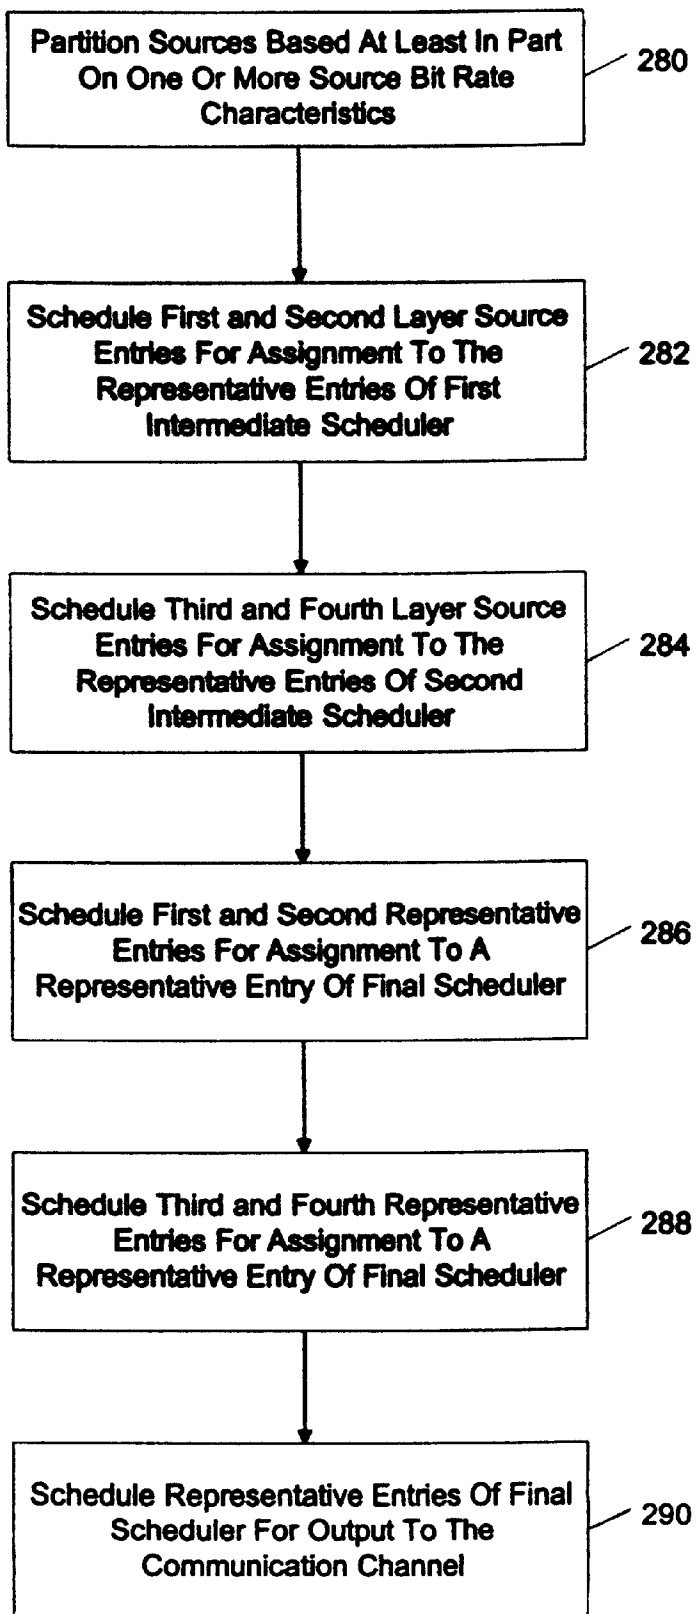 Partition Sources Based At Least In Part
On One Or More Source Bit Rate
Characteristics
280
Schedule First and Second Layer Source
Entries For Assignment To The
Representative Entries Of First
Intermediate Scheduler
282
Schedule Third and Fourth Layer Source
Entries For Assignment To The
Representative Entries Of Second
Intermediate Scheduler
284
Schedule First and Second Representative
Entries For Assignment To A
Representative Entry Of Final Scheduler
286
Schedule Third and Fourth Representative
Entries For Assignment To A
Representative Entry Of Final Scheduler
288
Schedule Representative Entries Of Final
Scheduler For Output To The
Communication Channel
290